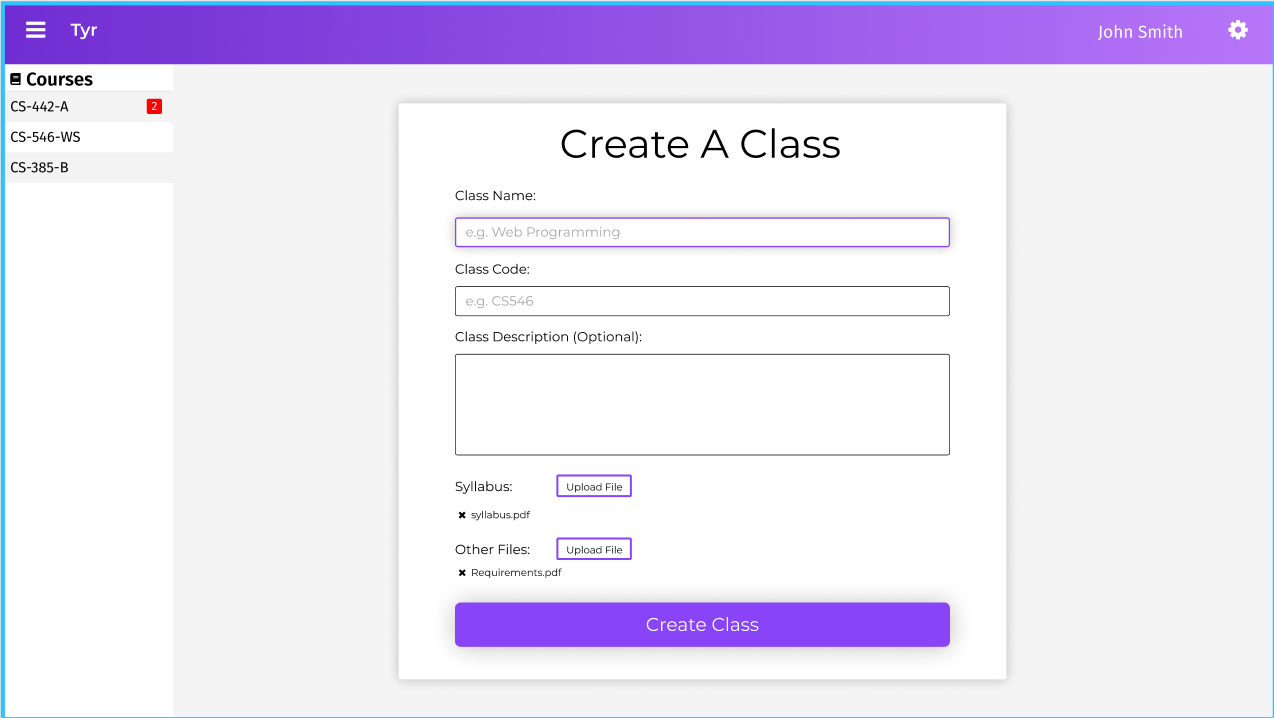 Tyr
John Smith
Courses
CS-442-A 2
CS-546-WS
CS-385-B
Create A Class
Class Name:
e.g. Web Programming
Class Code:
e.g. CS546
Class Description (Optional):
Syllabus: Upload File
✖ syllabus.pdf
Other Files: Upload File
✖ Requirements.pdf
Create Class